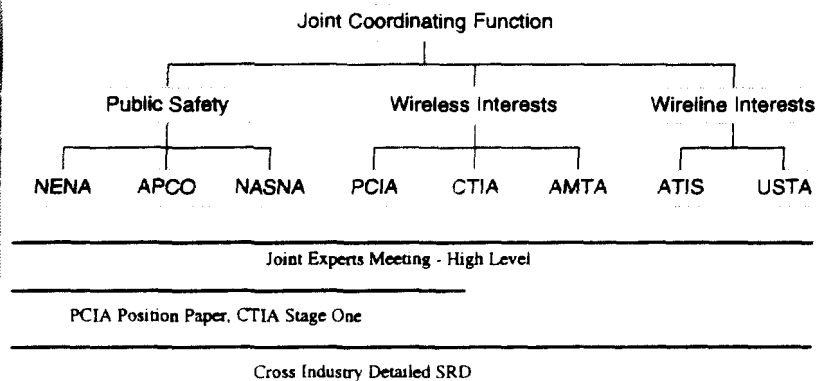 Joint Coordinating Function
Public Safety Wireless Interests Wireline Interests
NENA APCO NASNA PCIA CTIA AMTA ATIS USTA
Joint Experts Meeting - High Level
PCIA Position Paper, CTIA Stage One
Cross Industry Detailed SRD